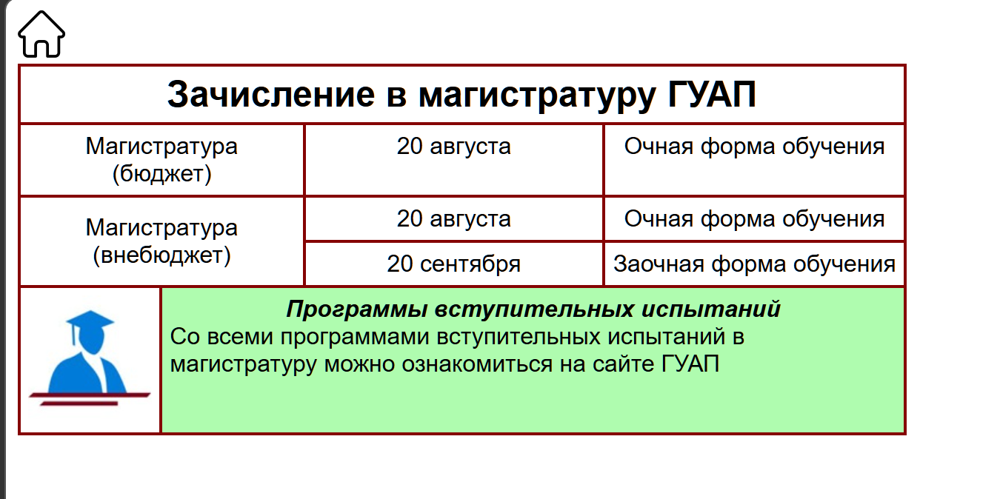 Зачисление в магистратуру ГУАП
Магистратура
(бюджет)
20 августа
Очная форма обучения
Магистратура
(внебюджет)
20 августа
Очная форма обучения
20 сентября
Заочная форма обучения
Программы вступительных испытаний
Со всеми программами вступительных испытаний в
магистратуру можно ознакомиться на сайте ГУАП